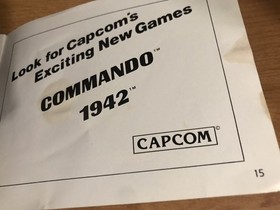 Look for Capcom's
Exciting New Games
COMMANDO™
1942™
CAPCOM®
15